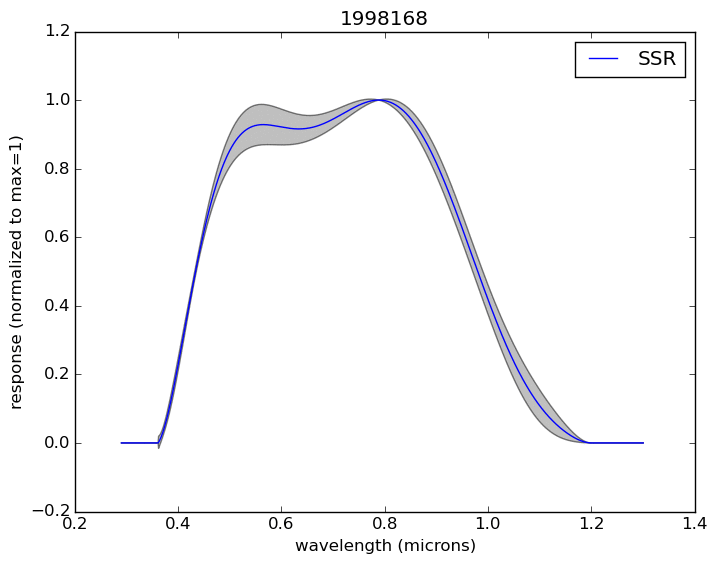 1998168
SSR
response (normalized to max=1)
1.2
1.0
0.8
0.6
0.4
0.2
0.0
−0.2
0.2 0.4 0.6 0.8 1.0 1.2 1.4
wavelength (microns)